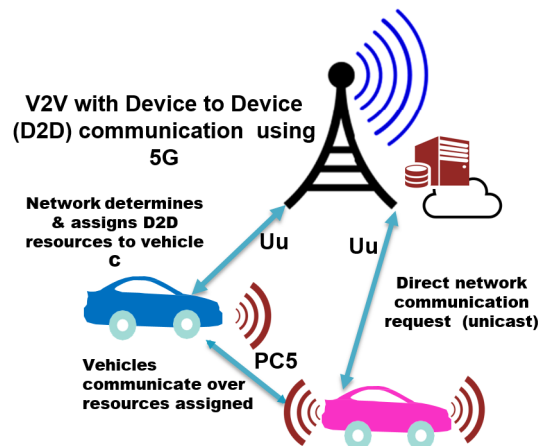 V2V with Device to Device
(D2D) communication using
5G
Network determines
& assigns D2D
resources to vehicle
C
Uu
Uu
Direct network
communication
request (unicast)
PC5
Vehicles
communicate over
resources assigned